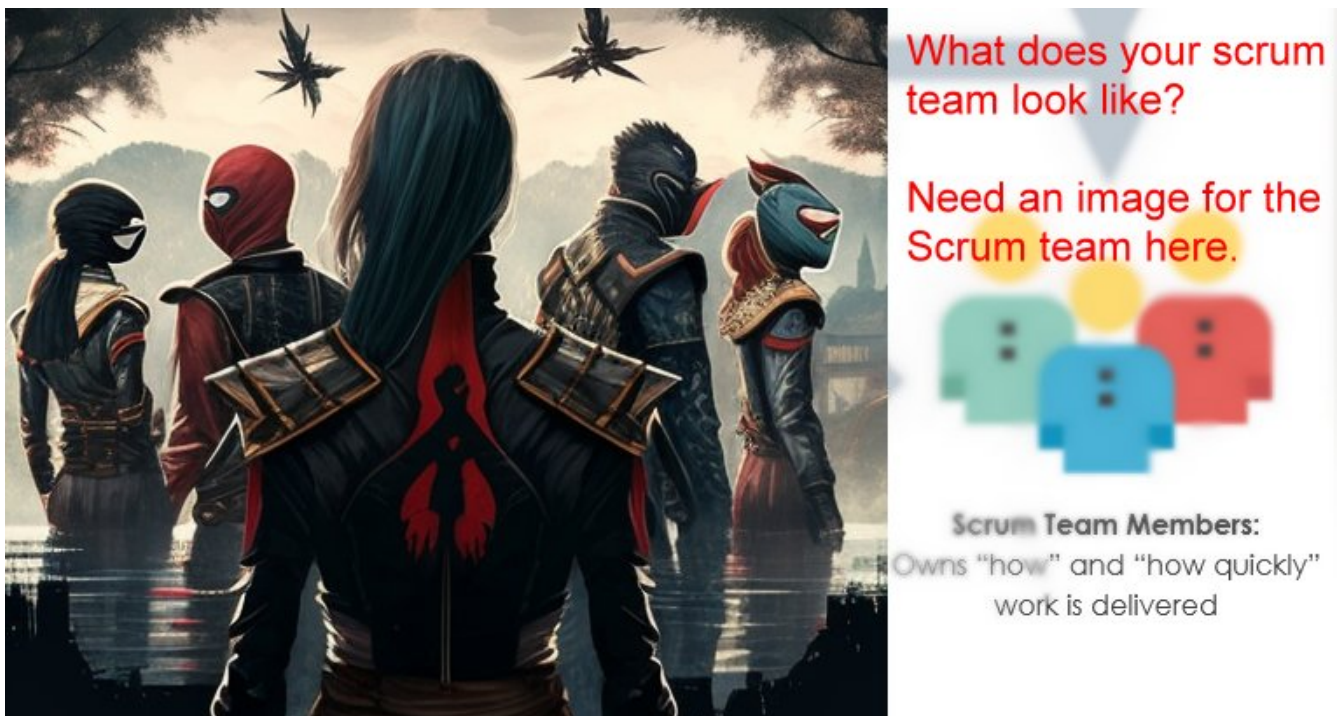 What does your scrum
team look like?
Need an image for the
Scrum team here.
Scrum Team Members:
Owns “how” and “how quickly”
work is delivered